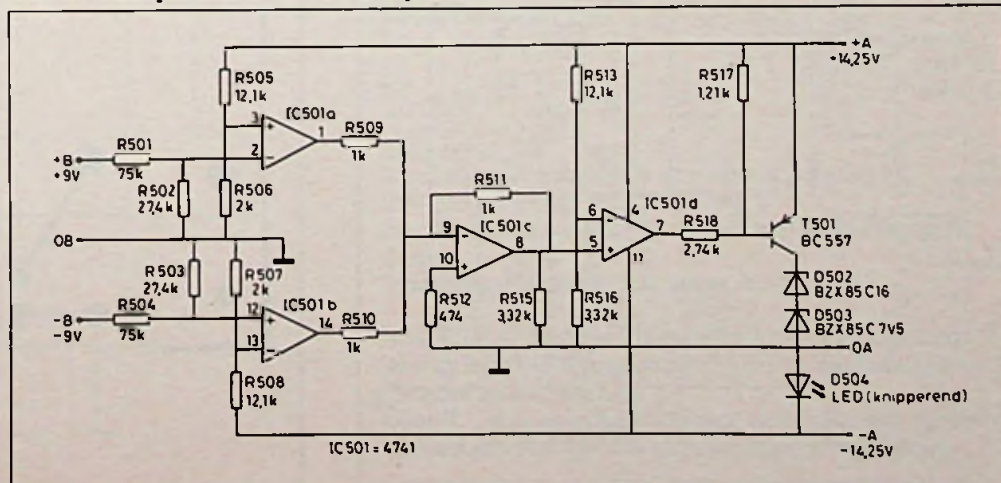 +A
+14,25V
R505
12,1k
R513
12,1k
R517
1,21k
IC501a
3
+
1
2
−
R509
1k
+B
+9V
R501
75k
R502
27,4k
R506
2k
R511
1k
IC501c
9
−
8
10
+
6
−
4
IC501d
5
+
7
11
R518
2,74k
T501
BC557
0B
R503
27,4k
R507
2k
IC501b
12
+
14
13
−
R510
1k
R512
474
R515
3,32k
R516
3,32k
D502
BZX85C16
D503
BZX85C7V5
0A
−B
−9V
R504
75k
R508
12,1k
D504
LED (knipperend)
IC501 = 4741
−A
−14,25V